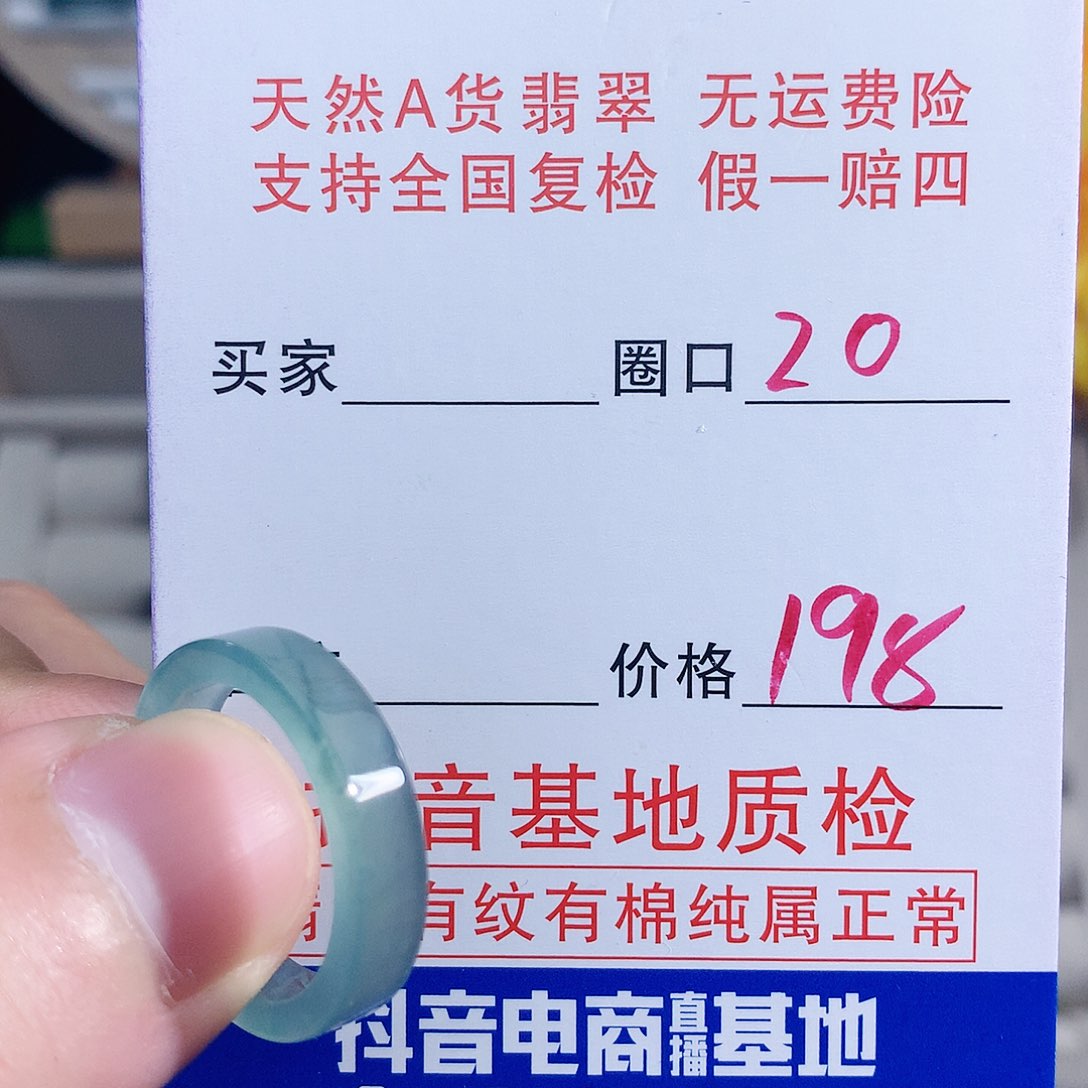 天然A货翡翠 无运费险
支持全国复检 假一赔四
买家 圈口 20
价格 198
音基地质检
有纹有棉纯属正常
抖音电商直播基地